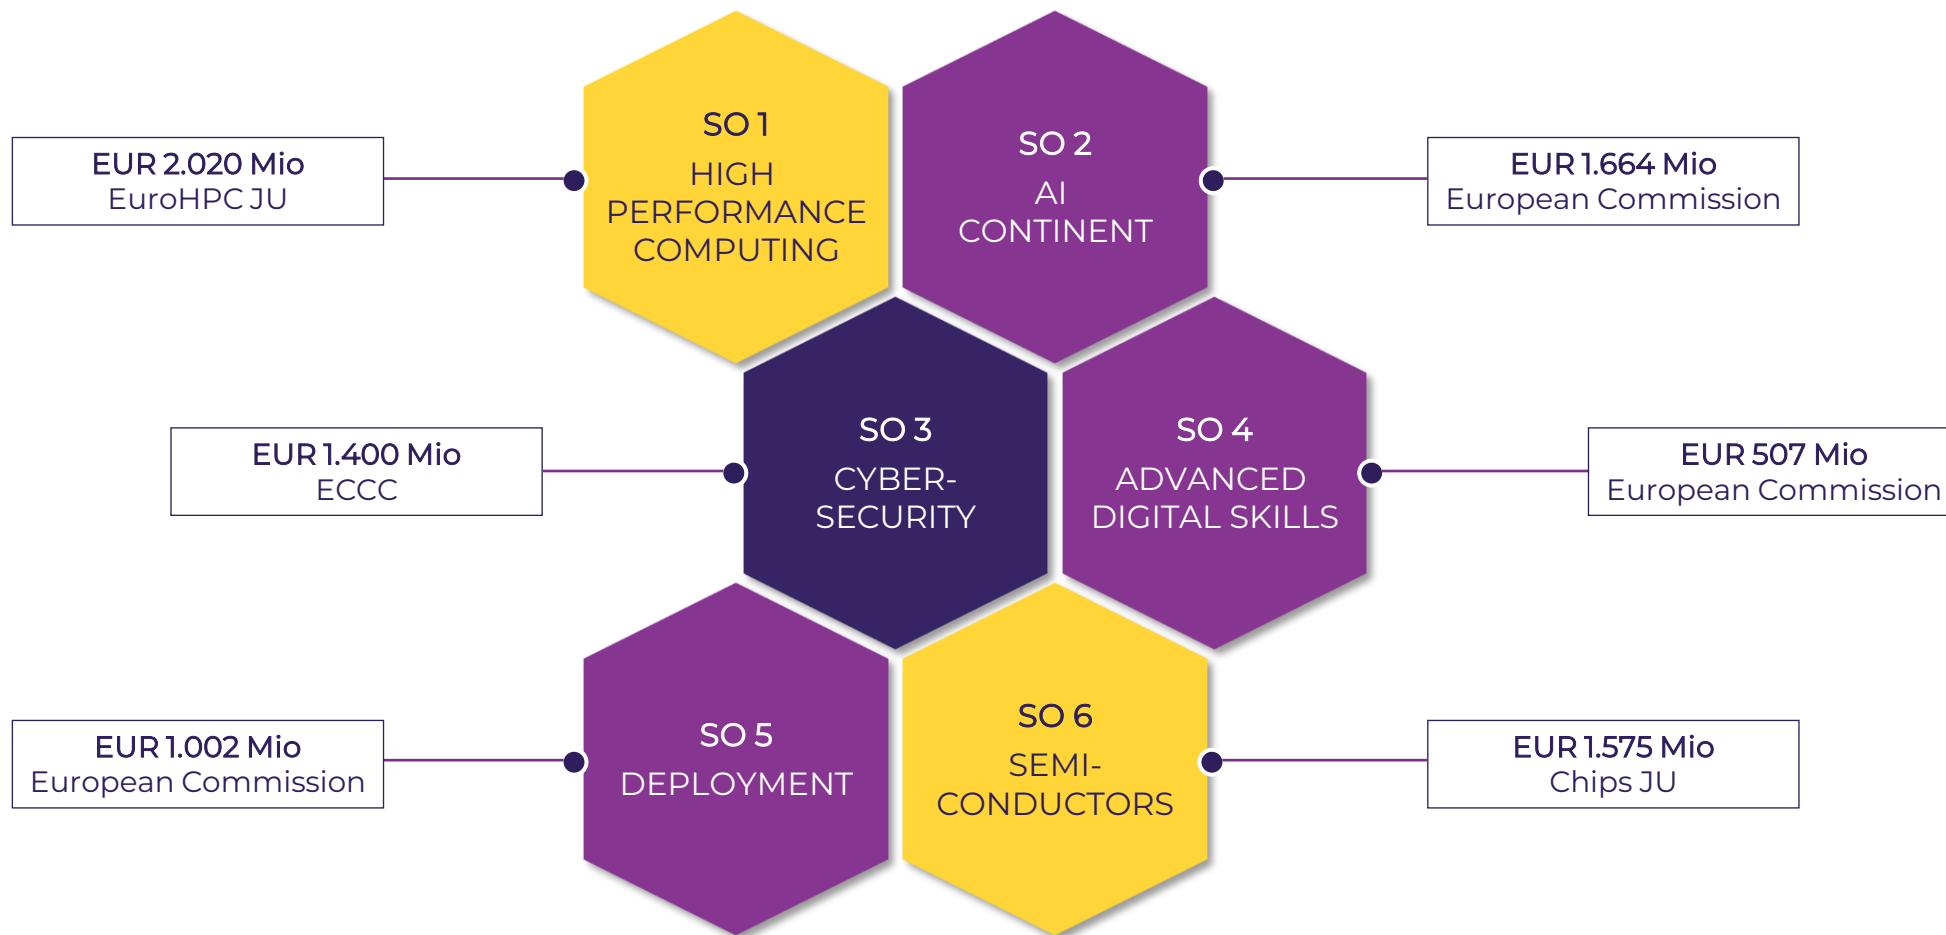 EUR 2.020 Mio
EuroHPC JU
SO 1
HIGH
PERFORMANCE
COMPUTING
SO 2
AI
CONTINENT
EUR 1.664 Mio
European Commission
EUR 1.400 Mio
ECCC
SO 3
CYBER-
SECURITY
SO 4
ADVANCED
DIGITAL SKILLS
EUR 507 Mio
European Commission
EUR 1.002 Mio
European Commission
SO 5
DEPLOYMENT
SO 6
SEMI-
CONDUCTORS
EUR 1.575 Mio
Chips JU